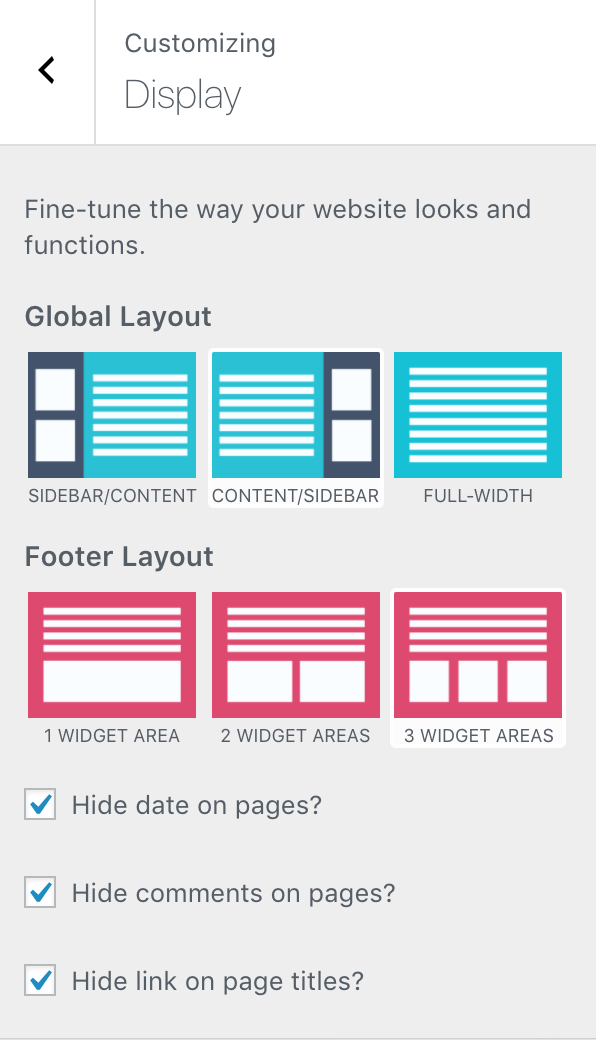 Customizing
Display
Fine-tune the way your website looks and
functions.
Global Layout
SIDEBAR/CONTENT
CONTENT/SIDEBAR
FULL-WIDTH
Footer Layout
1 WIDGET AREA
2 WIDGET AREAS
3 WIDGET AREAS
Hide date on pages?
Hide comments on pages?
Hide link on page titles?